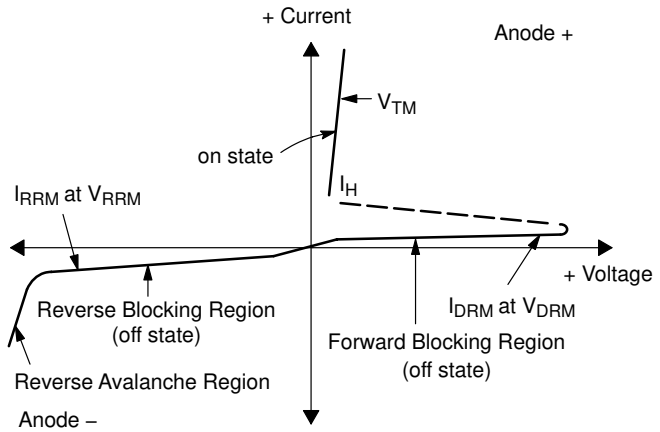 + Current
Anode +
V_TM
on state
I_H
I_RRM at V_RRM
+ Voltage
Reverse Blocking Region
(off state)
I_DRM at V_DRM
Forward Blocking Region
(off state)
Reverse Avalanche Region
Anode −